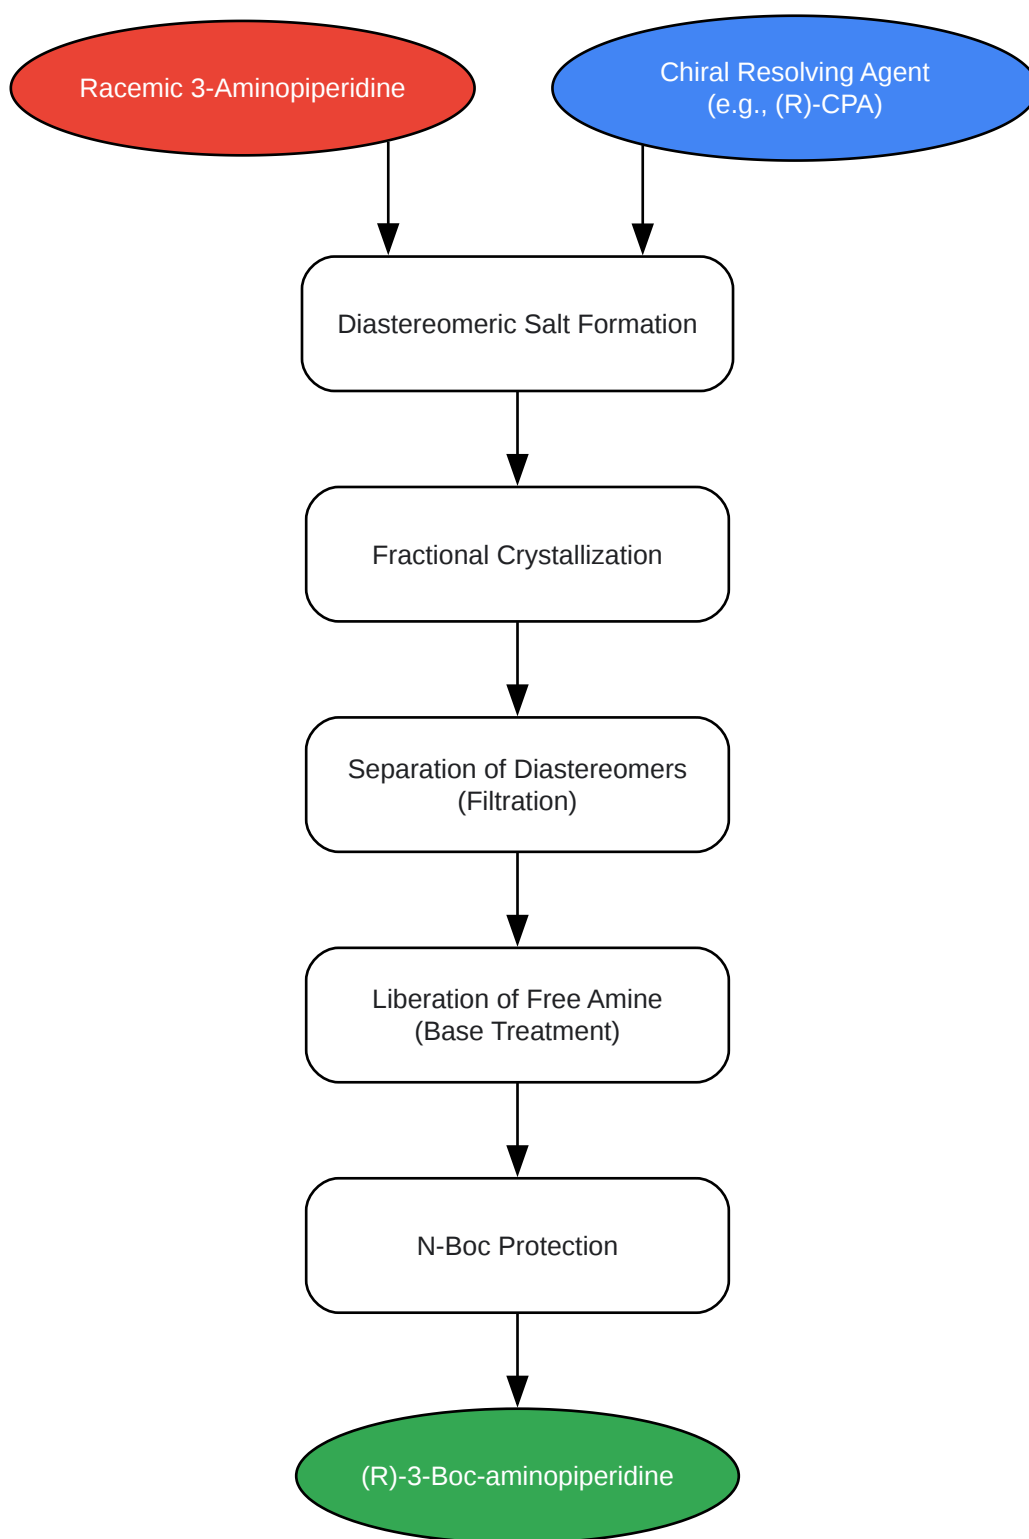 Racemic 3-Aminopiperidine
Chiral Resolving Agent
(e.g., (R)-CPA)
Diastereomeric Salt Formation
Fractional Crystallization
Separation of Diastereomers
(Filtration)
Liberation of Free Amine
(Base Treatment)
N-Boc Protection
(R)-3-Boc-aminopiperidine